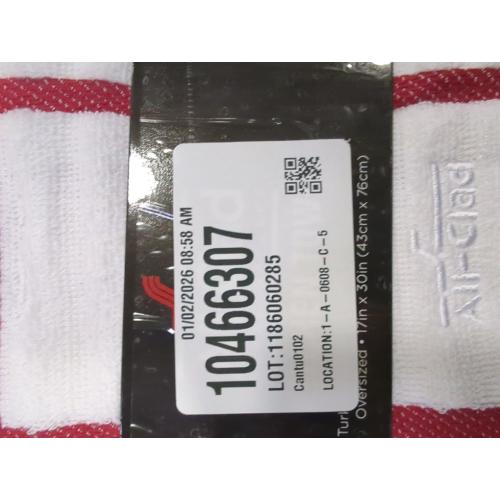 01/02/2026 08:58 AM
10466307
LOT:1186060285
Cantu0102
LOCATION:1-A-0608-C-5
Oversized • 17in x 30in (43cm x 76cm)
All-Clad